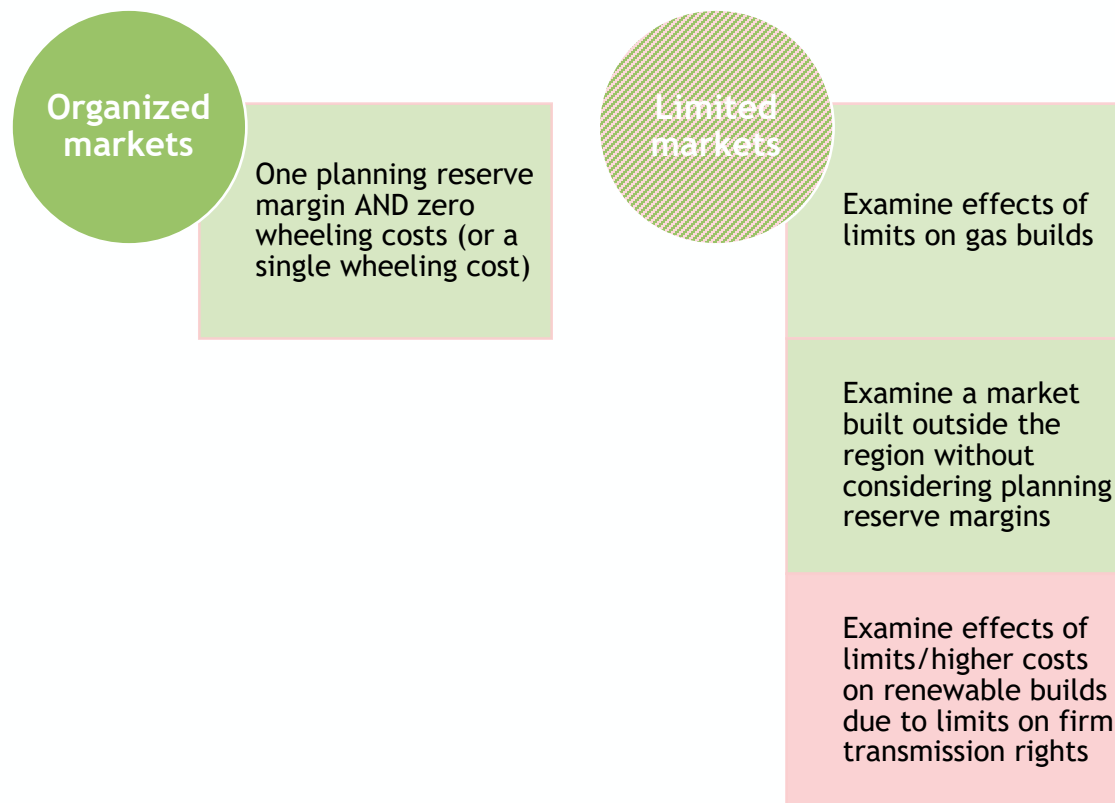 Organized
markets
One planning reserve
margin AND zero
wheeling costs (or a
single wheeling cost)
Limited
markets
Examine effects of
limits on gas builds
Examine a market
built outside the
region without
considering planning
reserve margins
Examine effects of
limits/higher costs
on renewable builds
due to limits on firm
transmission rights